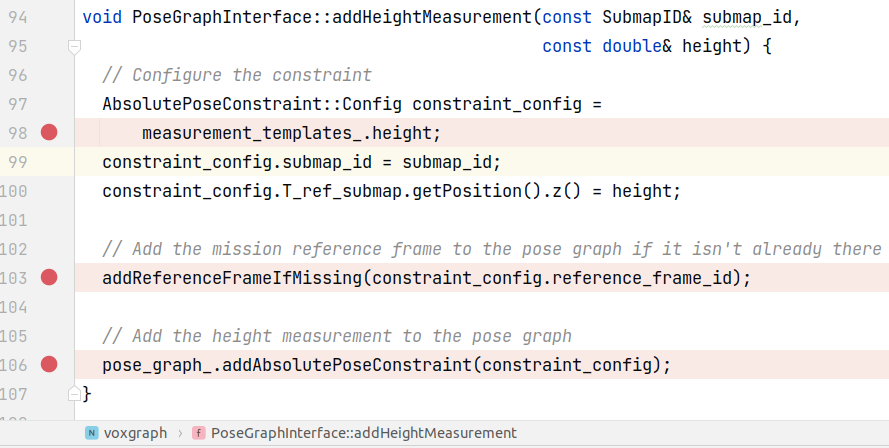 94 void PoseGraphInterface::addHeightMeasurement(const SubmapID& submap_id,
95 const double& height) {
96 // Configure the constraint
97 AbsolutePoseConstraint::Config constraint_config =
98 measurement_templates_.height;
99 constraint_config.submap_id = submap_id;
100 constraint_config.T_ref_submap.getPosition().z() = height;
101
102 // Add the mission reference frame to the pose graph if it isn't already there
103 addReferenceFrameIfMissing(constraint_config.reference_frame_id);
104
105 // Add the height measurement to the pose graph
106 pose_graph_.addAbsolutePoseConstraint(constraint_config);
107 }
N voxgraph › f PoseGraphInterface::addHeightMeasurement